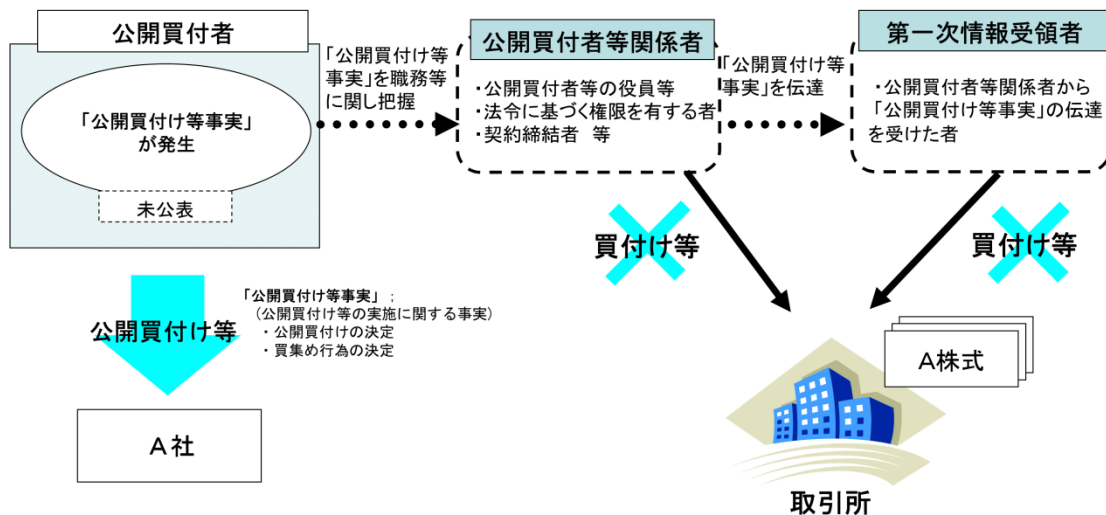 公開買付者
「公開買付け等事実」
が発生
未公表
「公開買付け等
事実」を職務等
に関し把握
公開買付者等関係者
・公開買付者等の役員等
・法令に基づく権限を有する者
・契約締結者 等
「公開買付け等
事実」を伝達
第一次情報受領者
・公開買付者等関係者から
「公開買付け等事実」の伝達
を受けた者
買付け等
買付け等
公開買付け等
「公開買付け等事実」 ;
(公開買付け等の実施に関する事実)
・公開買付けの決定
・買集め行為の決定
A社
A株式
取引所